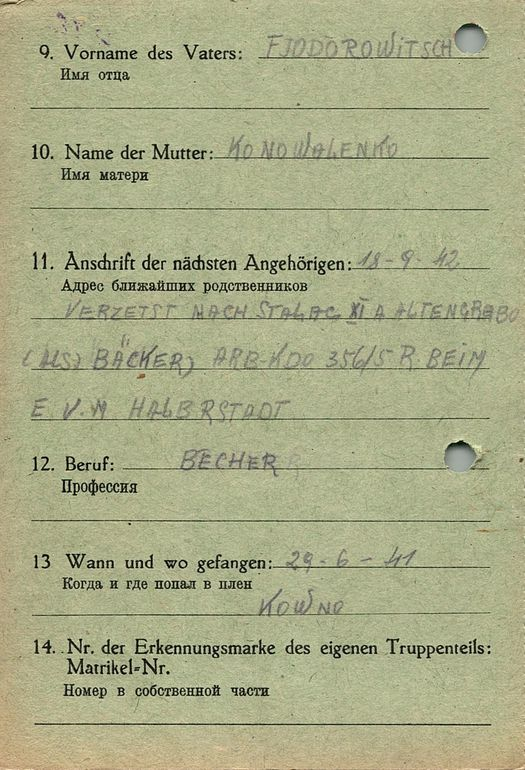 9. Vorname des Vaters: FJODOROWITSCH
Имя отца
10. Name der Mutter: KONOWALENKO
Имя матери
11. Anschrift der nächsten Angehörigen: 18-9-42
Адрес ближайших родственников
VERZETST NACH STALAG XI A ALTENGRABO
(ALS) BÄCKER) ARB-KDO 356/5 R BEIM
E.V.M HALBRSTADT
12. Beruf: BECHER
Профессия
13 Wann und wo gefangen: 29-6-41
Когда и где попал в плен
KOWNO
14. Nr. der Erkennungsmarke des eigenen Truppenteils:
Matrikel-Nr.
Номер в собственной части